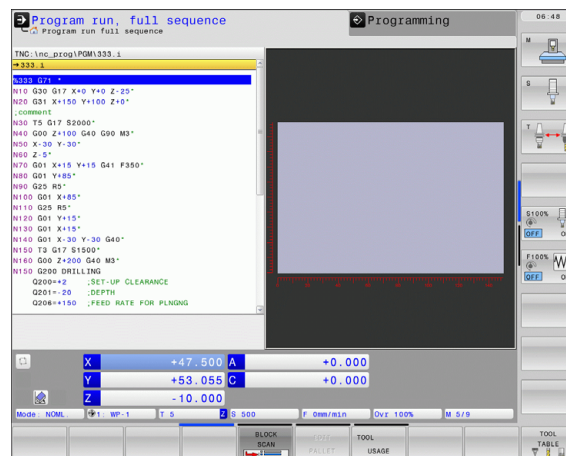 Program run, full sequence
Program run full sequence
Programming
06:48
TNC:\nc_prog\PGM\333.i
→333.i
%333 G71 *
N10 G30 G17 X+0 Y+0 Z-25*
N20 G31 X+150 Y+100 Z+0*
;comment
N30 T5 G17 S2000*
N40 G00 Z+100 G40 G90 M3*
N50 X-30 Y-30*
N60 Z-5*
N70 G01 X+15 Y+15 G41 F350*
N80 G01 Y+85*
N90 G25 R5*
N100 G01 X+85*
N110 G25 R5*
N120 G01 Y+15*
N130 G01 X+15*
N140 G01 X-30 Y-30 G40*
N150 T3 G17 S1500*
N160 G00 Z+200 G40 M3*
N150 G200 DRILLING
Q200=+2 ;SET-UP CLEARANCE
Q201=-20 ;DEPTH
Q206=+150 ;FEED RATE FOR PLNGNG
M
S
T
S100%
OFF
F100% W
OFF
X +47.500 A +0.000
Y +53.055 C +0.000
Z -10.000
Mode: NOML. 1: WP-1 T 5 Z S 500 F 0mm/min Ovr 100% M 5/9
BLOCK SCAN
PALLET
TOOL USAGE
TOOL TABLE